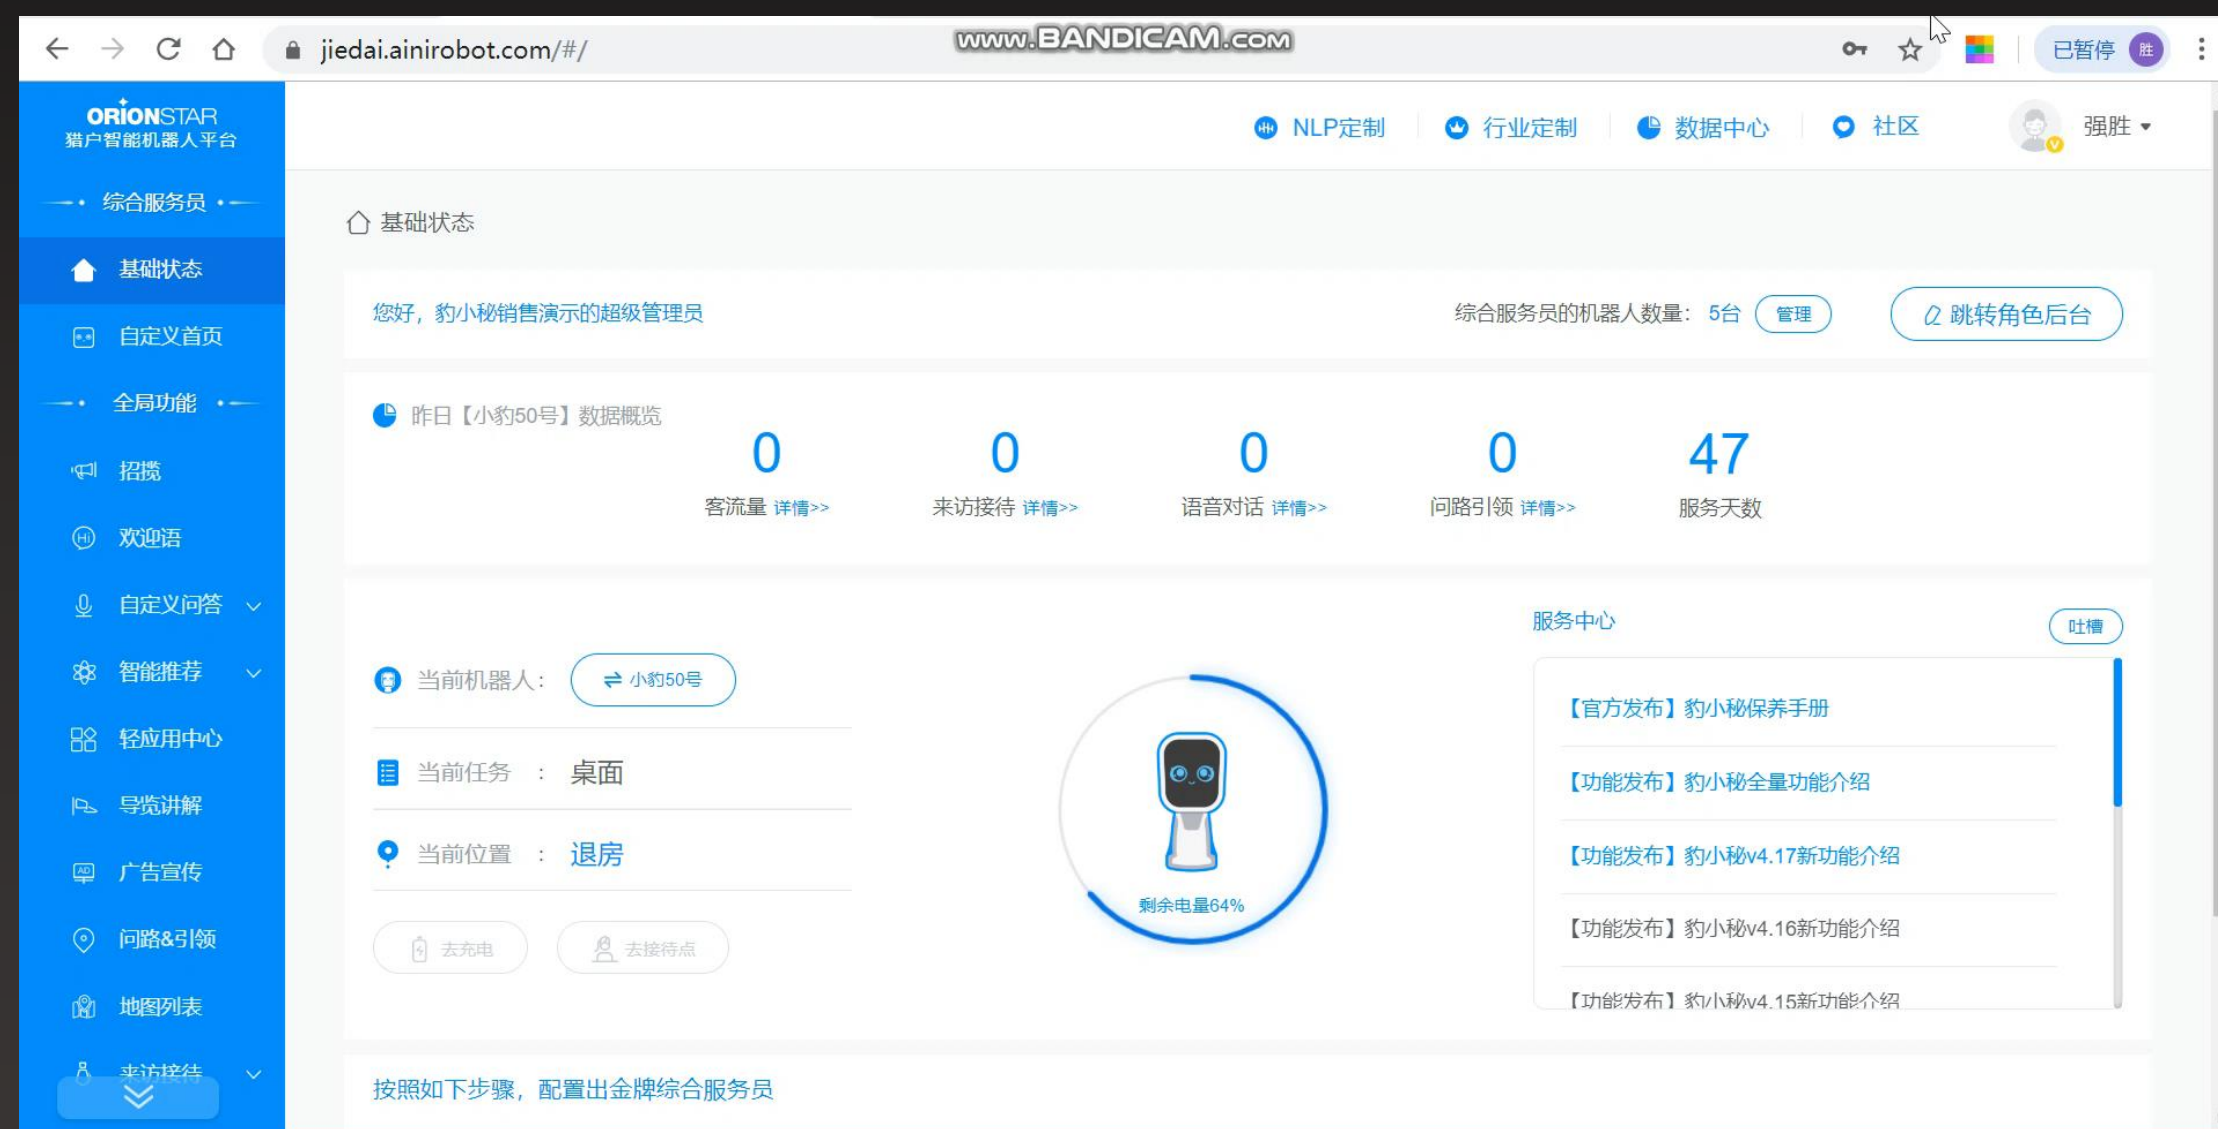 www.BANDICAM.com
jiedai.ainirobot.com/#/
已暂停 胜
ORIONSTAR
猎户智能机器人平台
NLP定制 行业定制 数据中心 社区 强胜
综合服务员
基础状态
自定义首页
全局功能
招揽
欢迎语
自定义问答
智能推荐
轻应用中心
导览讲解
广告宣传
问路&引领
地图列表
来访接待
基础状态
您好，豹小秘销售演示的超级管理员
综合服务员的机器人数量： 5台 管理 跳转角色后台
昨日【小豹50号】数据概览
0 0 0 0 47
客流量 详情>> 来访接待 详情>> 语音对话 详情>> 问路引领 详情>> 服务天数
当前机器人： 小豹50号
当前任务 ： 桌面
当前位置 ： 退房
去充电 去接待点
剩余电量64%
服务中心 吐槽
【官方发布】豹小秘保养手册
【功能发布】豹小秘全量功能介绍
【功能发布】豹小秘v4.17新功能介绍
【功能发布】豹小秘v4.16新功能介绍
【功能发布】豹小秘v4.15新功能介绍
按照如下步骤，配置出金牌综合服务员